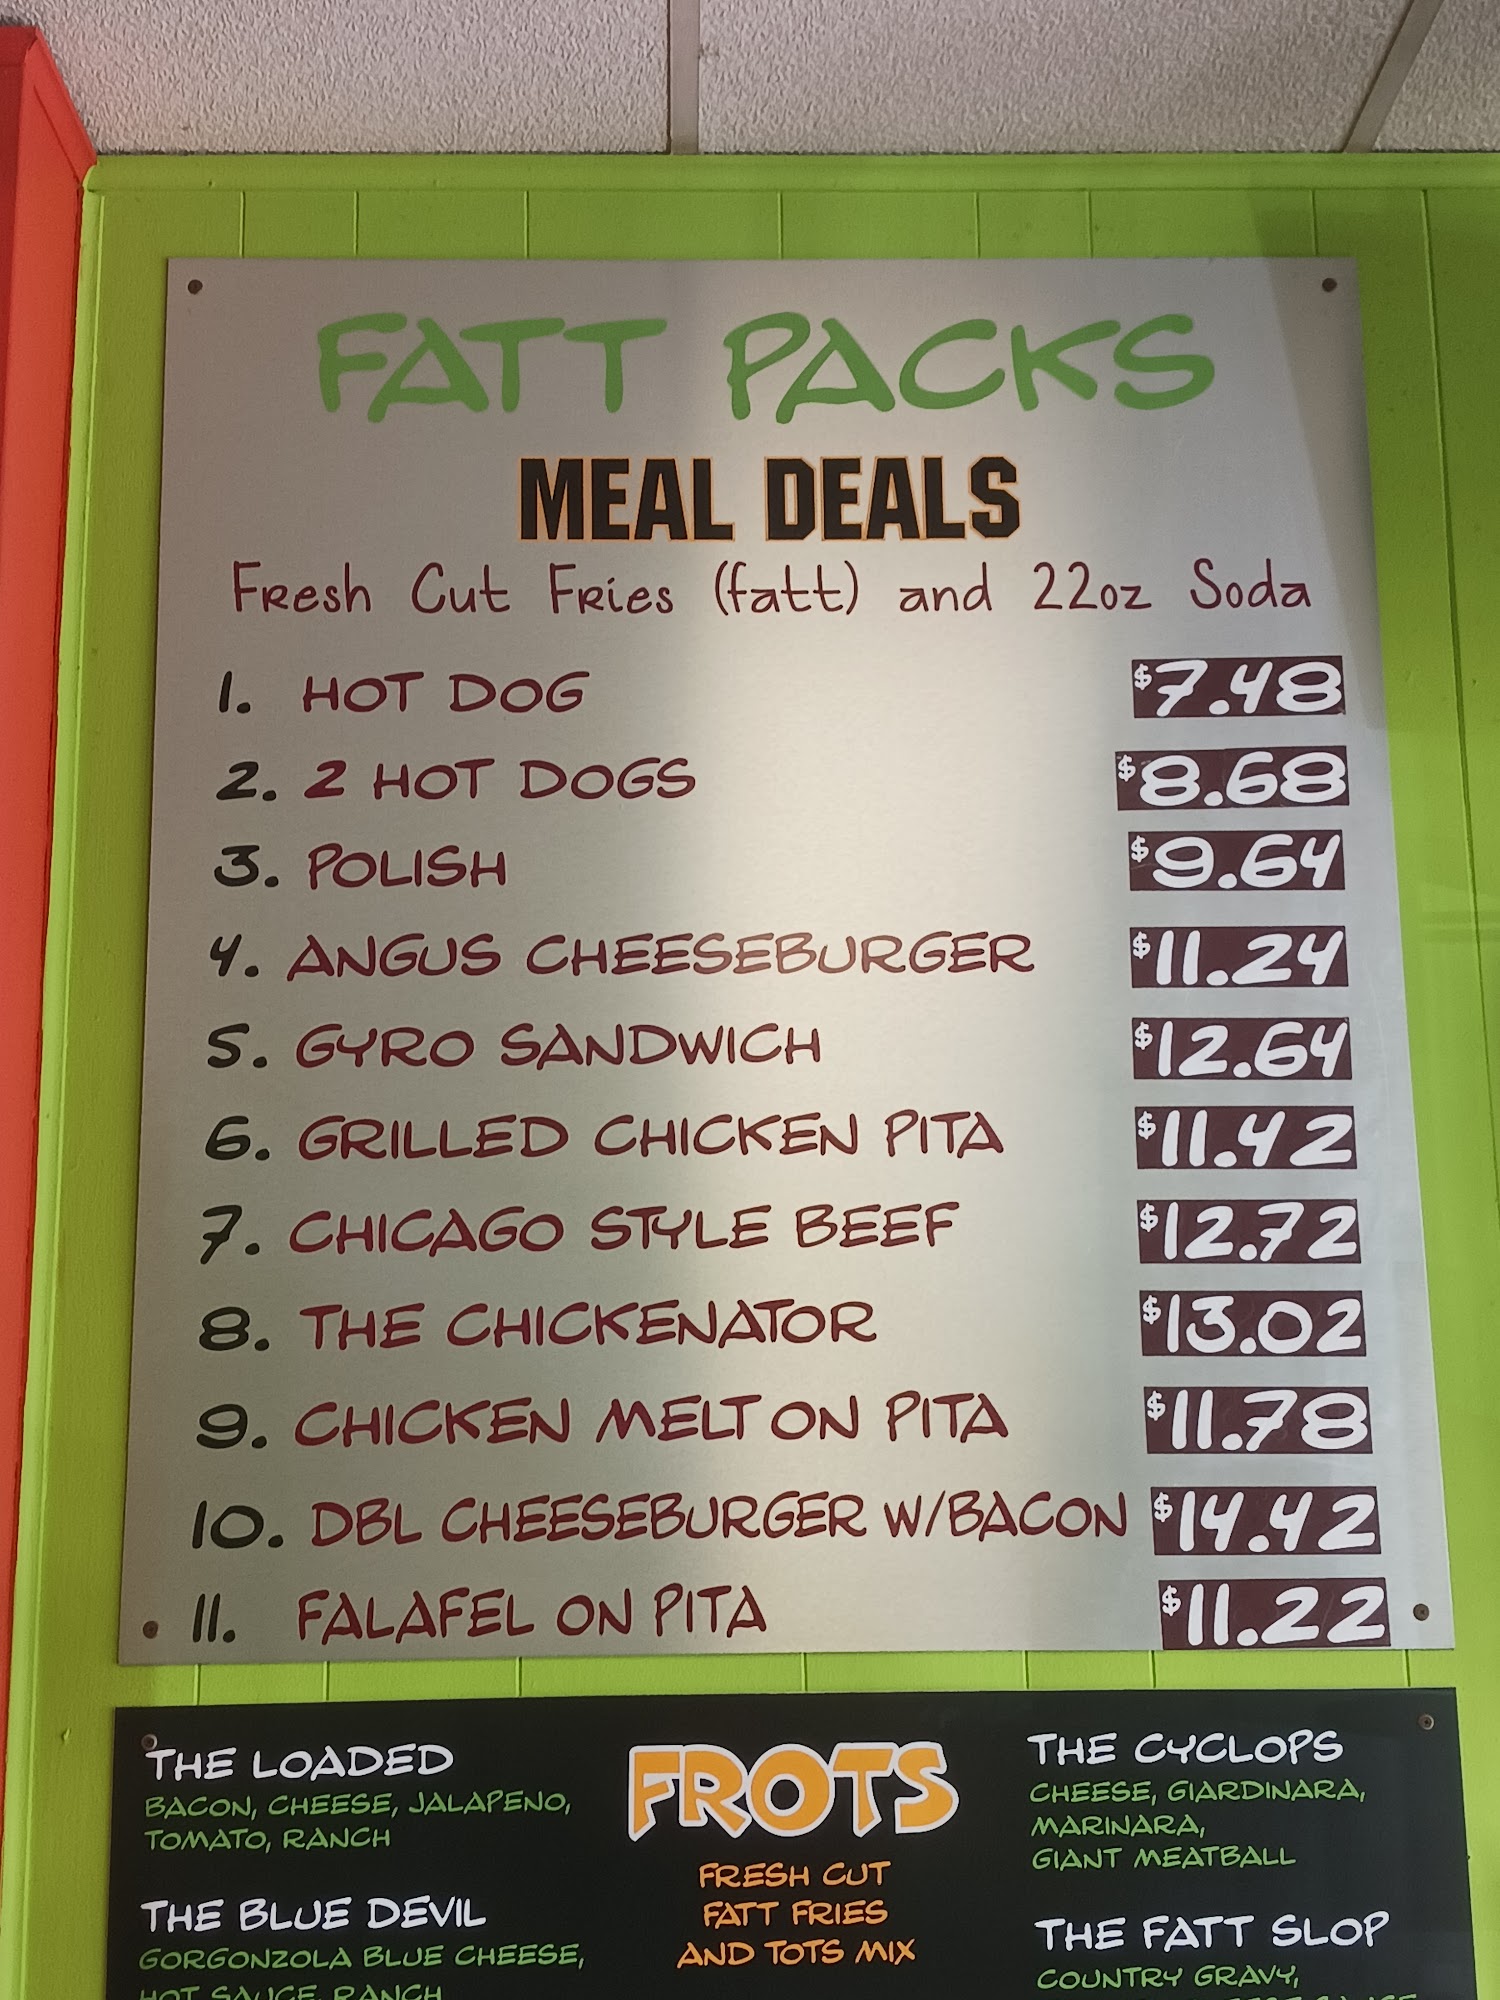 FATT PACKS
MEAL DEALS
Fresh Cut Fries (fatt) and 22oz Soda
1. HOT DOG $7.48
2. 2 HOT DOGS $8.68
3. POLISH $9.64
4. ANGUS CHEESEBURGER $11.24
5. GYRO SANDWICH $12.64
6. GRILLED CHICKEN PITA $11.42
7. CHICAGO STYLE BEEF $12.72
8. THE CHICKENATOR $13.02
9. CHICKEN MELT ON PITA $11.78
10. DBL CHEESEBURGER W/BACON $14.42
11. FALAFEL ON PITA $11.22
THE LOADED
BACON, CHEESE, JALAPENO,
TOMATO, RANCH
THE BLUE DEVIL
GORGONZOLA BLUE CHEESE,
HOT SAUCE, RANCH
FROTS
FRESH CUT
FATT FRIES
AND TOTS MIX
THE CYCLOPS
CHEESE, GIARDINARA,
MARINARA,
GIANT MEATBALL
THE FATT SLOP
COUNTRY GRAVY,